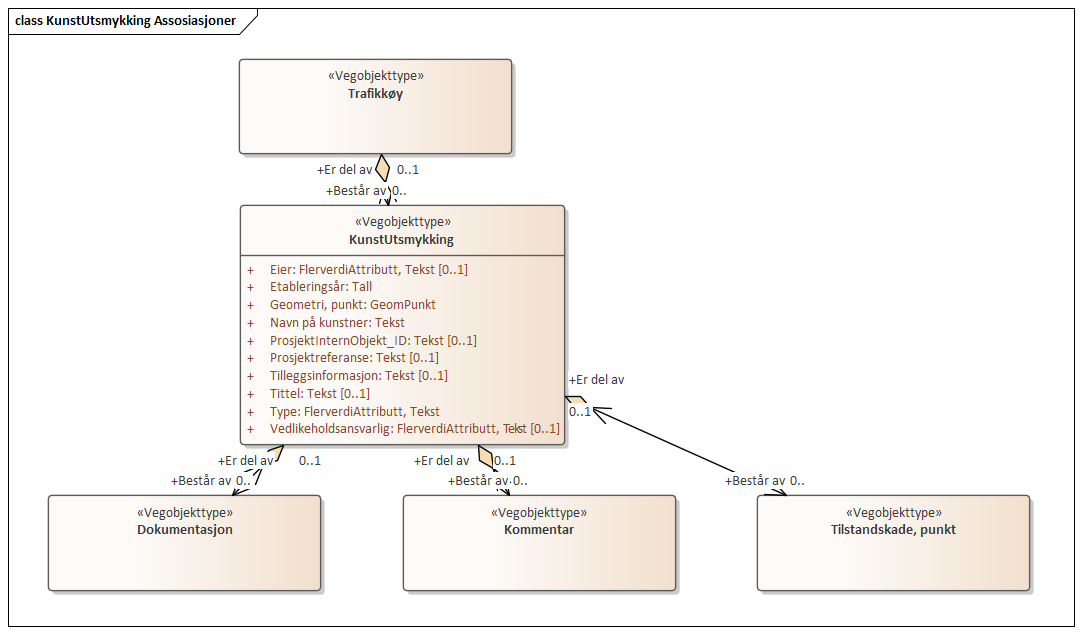 class KunstUtsmykking Assosiasjoner
«Vegobjekttype»
Trafikkøy
+Er del av 0..1
+Består av 0..
«Vegobjekttype»
KunstUtsmykking
+ Eier: FlerverdiAttributt, Tekst [0..1]
+ Etableringsår: Tall
+ Geometri, punkt: GeomPunkt
+ Navn på kunstner: Tekst
+ ProsjektInternObjekt_ID: Tekst [0..1]
+ Prosjektreferanse: Tekst [0..1]
+ Tilleggsinformasjon: Tekst [0..1]
+ Tittel: Tekst [0..1]
+ Type: FlerverdiAttributt, Tekst
+ Vedlikeholdsansvarlig: FlerverdiAttributt, Tekst [0..1]
+Er del av
0..1
+Er del av 0..1
+Består av 0..
+Er del av 0..1
+Består av 0..
+Består av 0..
«Vegobjekttype»
Dokumentasjon
«Vegobjekttype»
Kommentar
«Vegobjekttype»
Tilstandskade, punkt